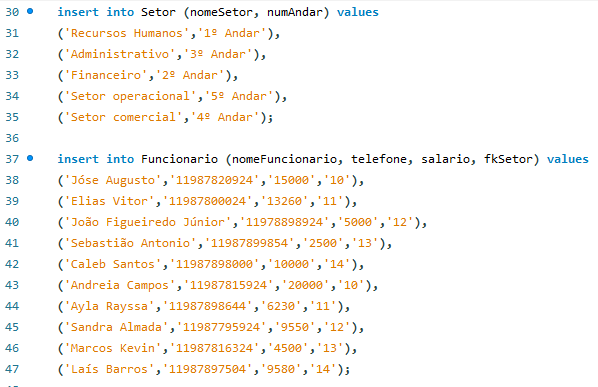 30 insert into Setor (nomeSetor, numAndar) values
31 ('Recursos Humanos','1º Andar'),
32 ('Administrativo','3º Andar'),
33 ('Financeiro','2º Andar'),
34 ('Setor operacional','5º Andar'),
35 ('Setor comercial','4º Andar');
36
37 insert into Funcionario (nomeFuncionario, telefone, salario, fkSetor) values
38 ('Jóse Augusto','11987820924','15000','10'),
39 ('Elias Vitor','11987800024','13260','11'),
40 ('João Figueiredo Júnior','11978898924','5000','12'),
41 ('Sebastião Antonio','11987899854','2500','13'),
42 ('Caleb Santos','11987898000','10000','14'),
43 ('Andreia Campos','11987815924','20000','10'),
44 ('Ayla Rayssa','11987898644','6230','11'),
45 ('Sandra Almada','11987795924','9550','12'),
46 ('Marcos Kevin','11987816324','4500','13'),
47 ('Laís Barros','11987897504','9580','14');